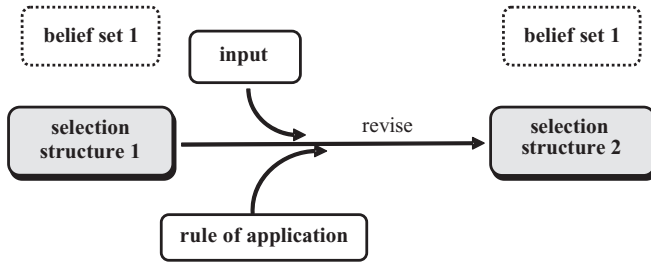 belief set 1
belief set 1
input
selection
structure 1
revise
selection
structure 2
rule of application